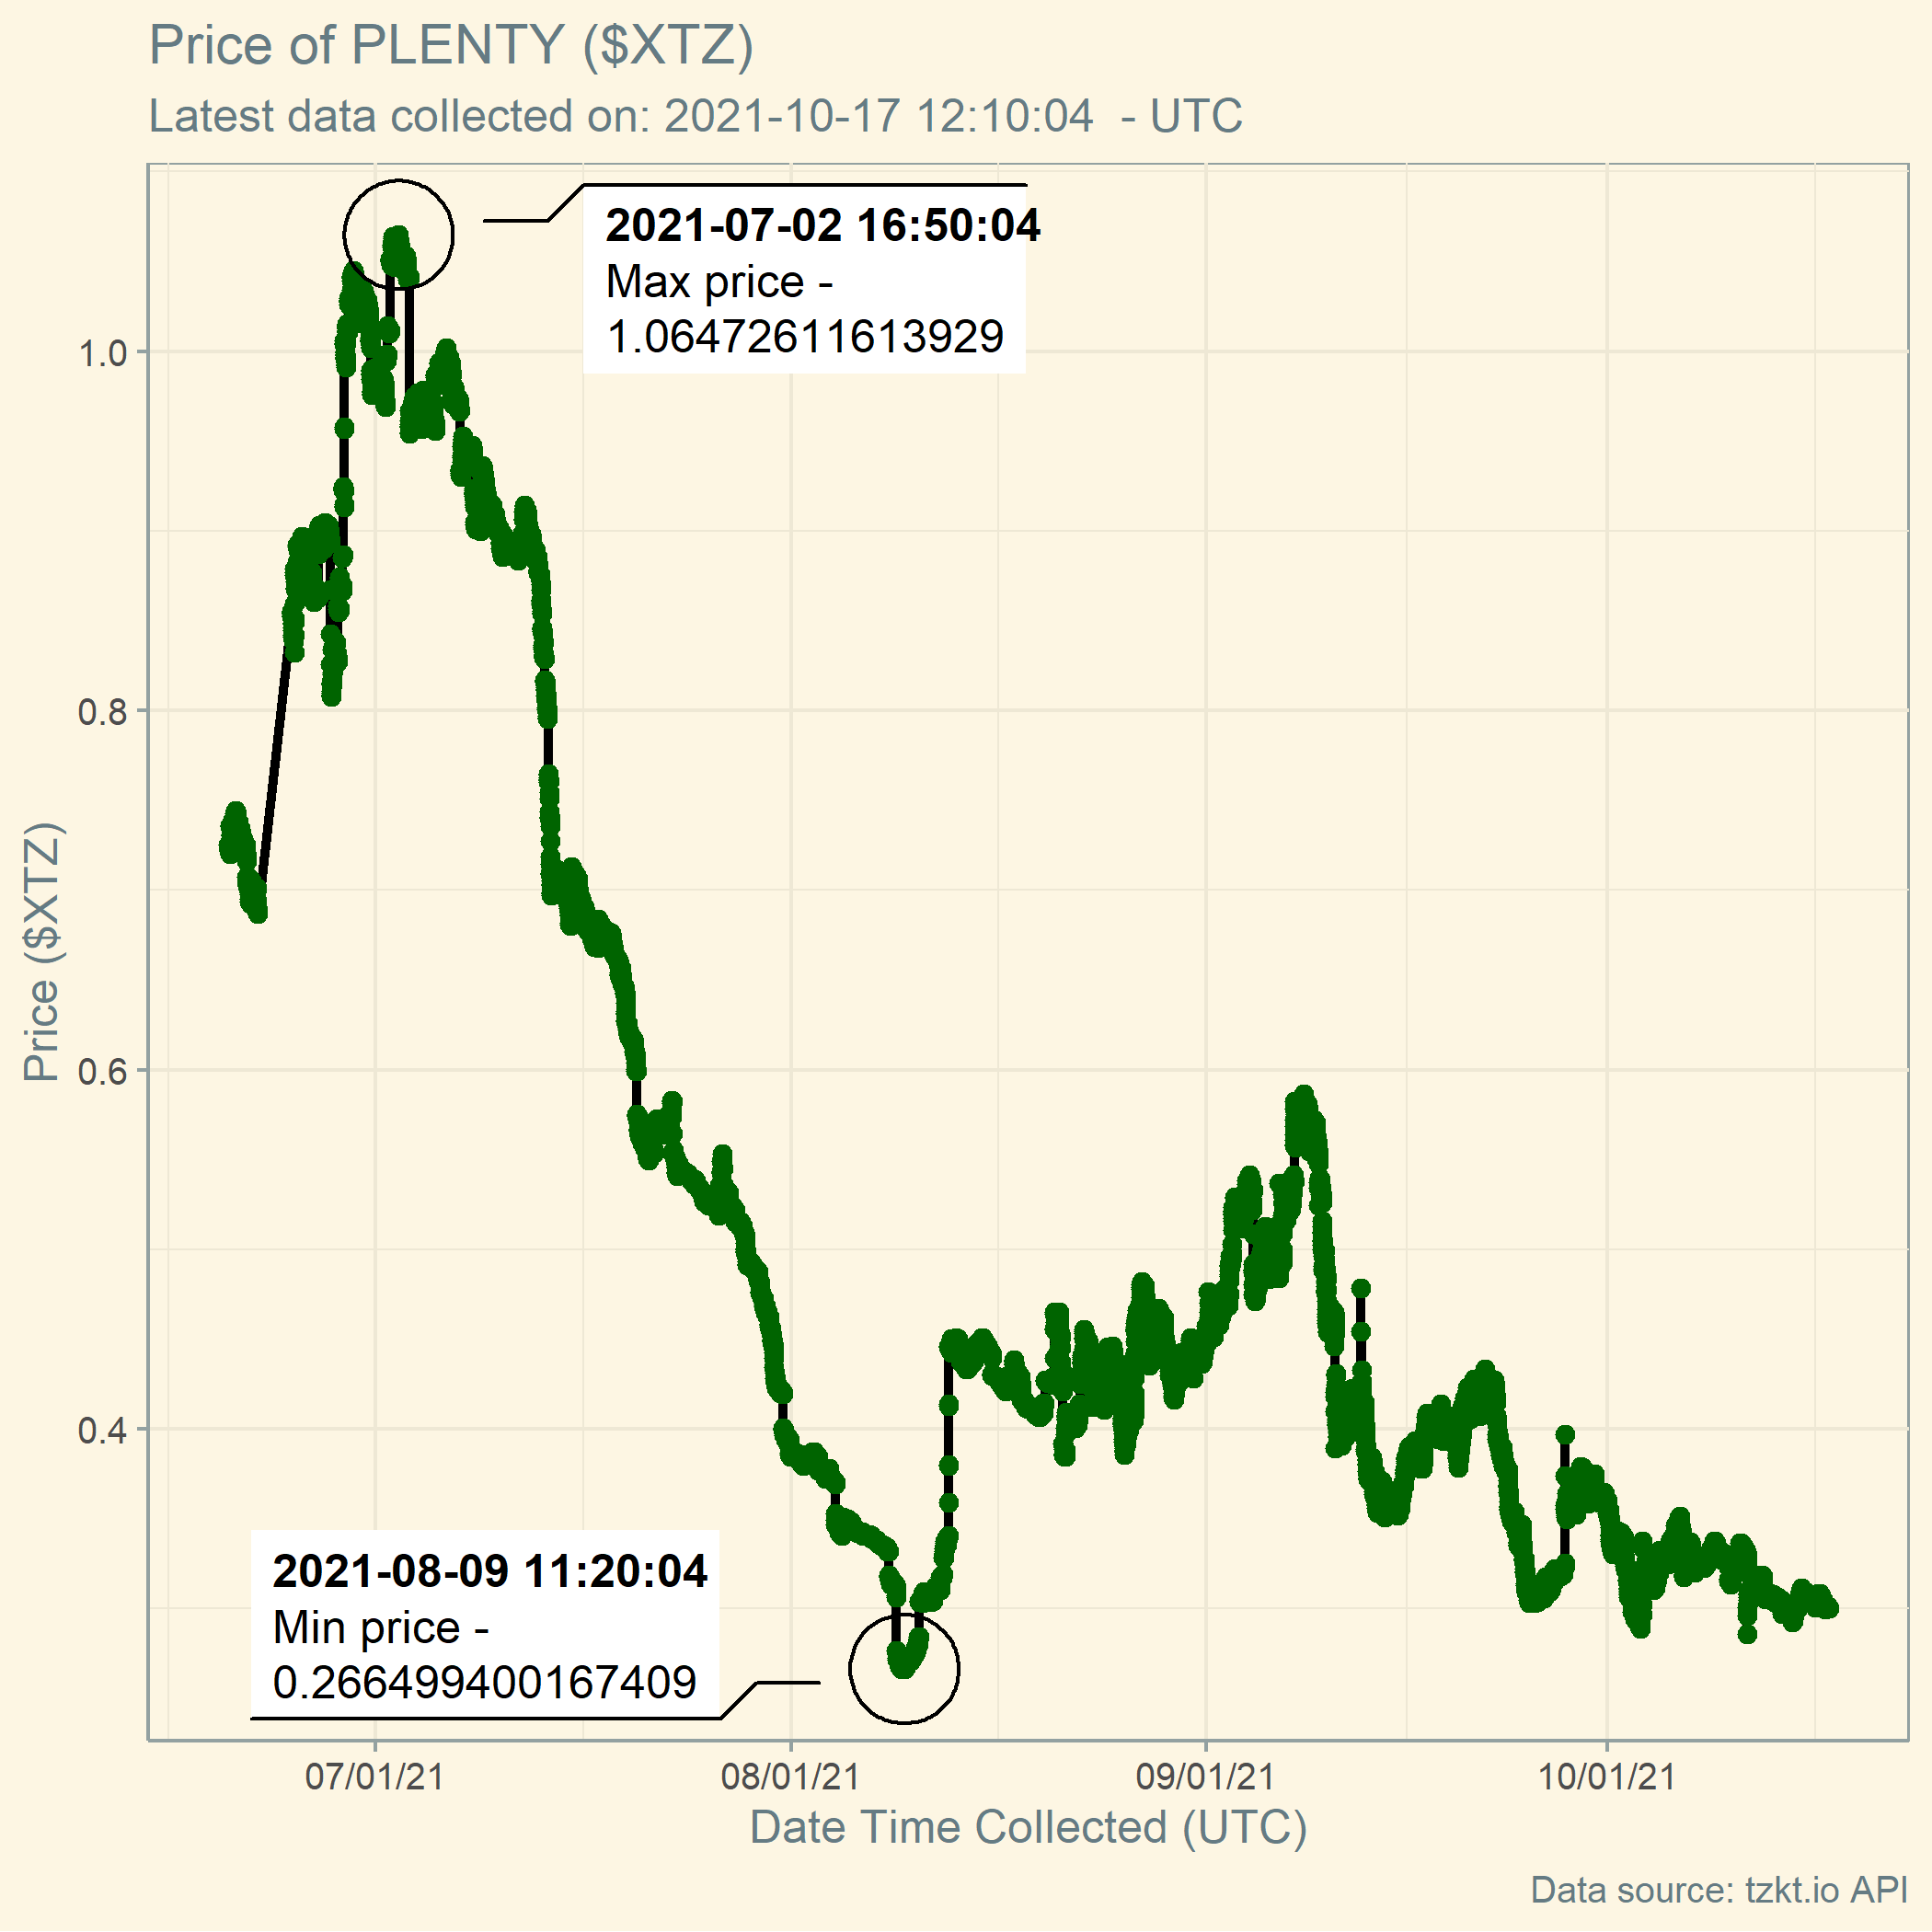 Price of PLENTY ($XTZ)
Latest data collected on: 2021-10-17 12:10:04  - UTC
2021-07-02 16:50:04
Max price -
1.06472611613929
1.0
0.8
0.6
0.4
Price ($XTZ)
2021-08-09 11:20:04
Min price -
0.266499400167409
07/01/21
08/01/21
09/01/21
10/01/21
Date Time Collected (UTC)
Data source: tzkt.io API